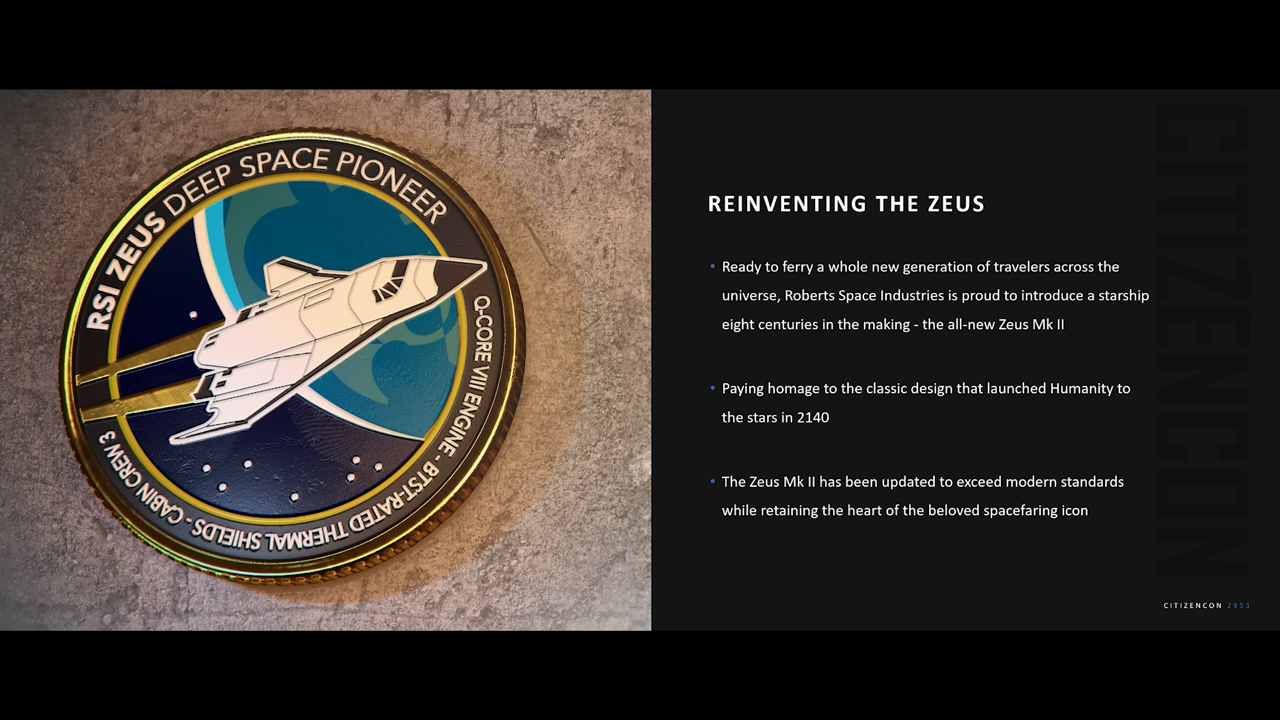 RSI ZEUS DEEP SPACE PIONEER
Q-CORE VIII ENGINE - BTST-RATED THERMAL SHIELDS - CABIN CREW 3
REINVENTING THE ZEUS
• Ready to ferry a whole new generation of travelers across the
universe, Roberts Space Industries is proud to introduce a starship
eight centuries in the making - the all-new Zeus Mk II
• Paying homage to the classic design that launched Humanity to
the stars in 2140
• The Zeus Mk II has been updated to exceed modern standards
while retaining the heart of the beloved spacefaring icon
CITIZENCON
CITIZENCON 2953